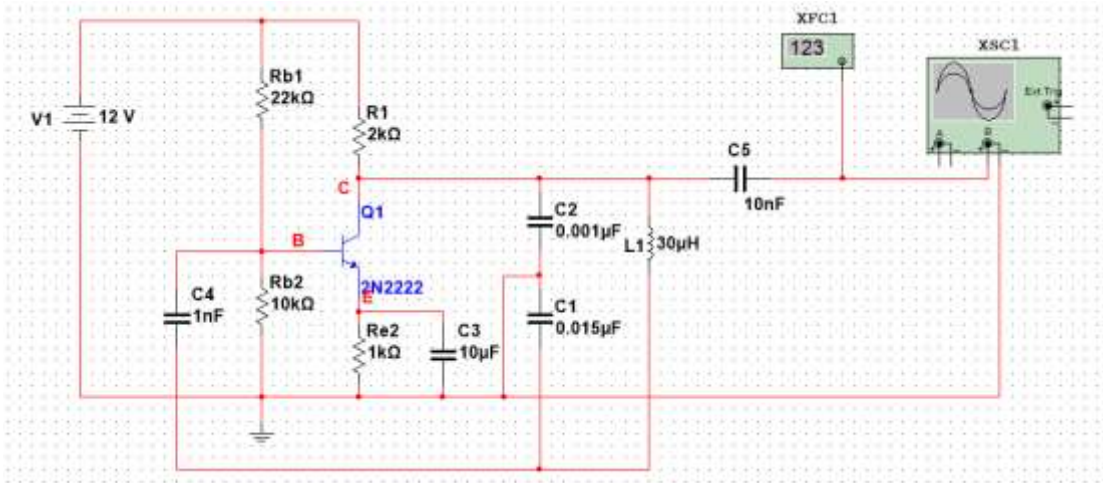 XFC1
123
XSC1
Ext Trig
A
B
V1
12 V
Rb1
22kΩ
R1
2kΩ
C
Q1
B
2N2222
E
C5
10nF
C2
0.001µF
L1
30µH
C4
1nF
Rb2
10kΩ
Re2
1kΩ
C3
10µF
C1
0.015µF